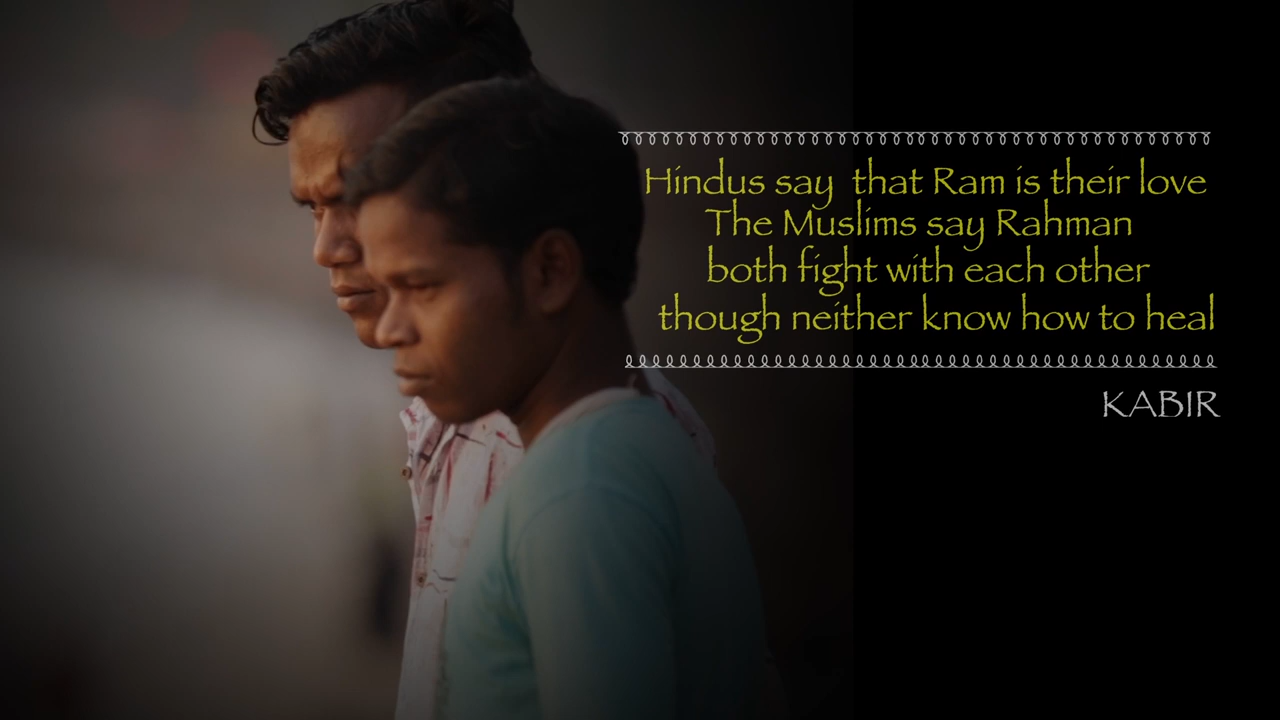 Hindus say that Ram is their love
The Muslims say Rahman
both fight with each other
though neither know how to heal
KABIR